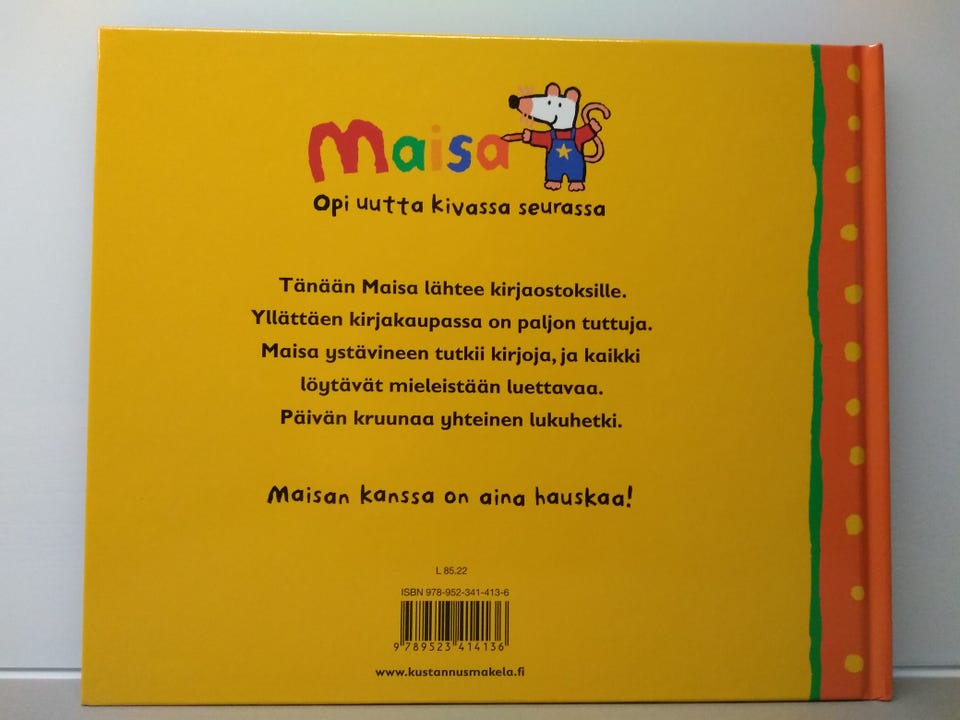 Maisa
Opi uutta kivassa seurassa
Tänään Maisa lähtee kirjaostoksille.
Yllättäen kirjakaupassa on paljon tuttuja.
Maisa ystävineen tutkii kirjoja, ja kaikki
löytävät mieleistään luettavaa.
Päivän kruunaa yhteinen lukuhetki.
Maisan kanssa on aina hauskaa!
L 85.22
ISBN 978-952-341-413-6
9 789523 414136
www.kustannusmakela.fi